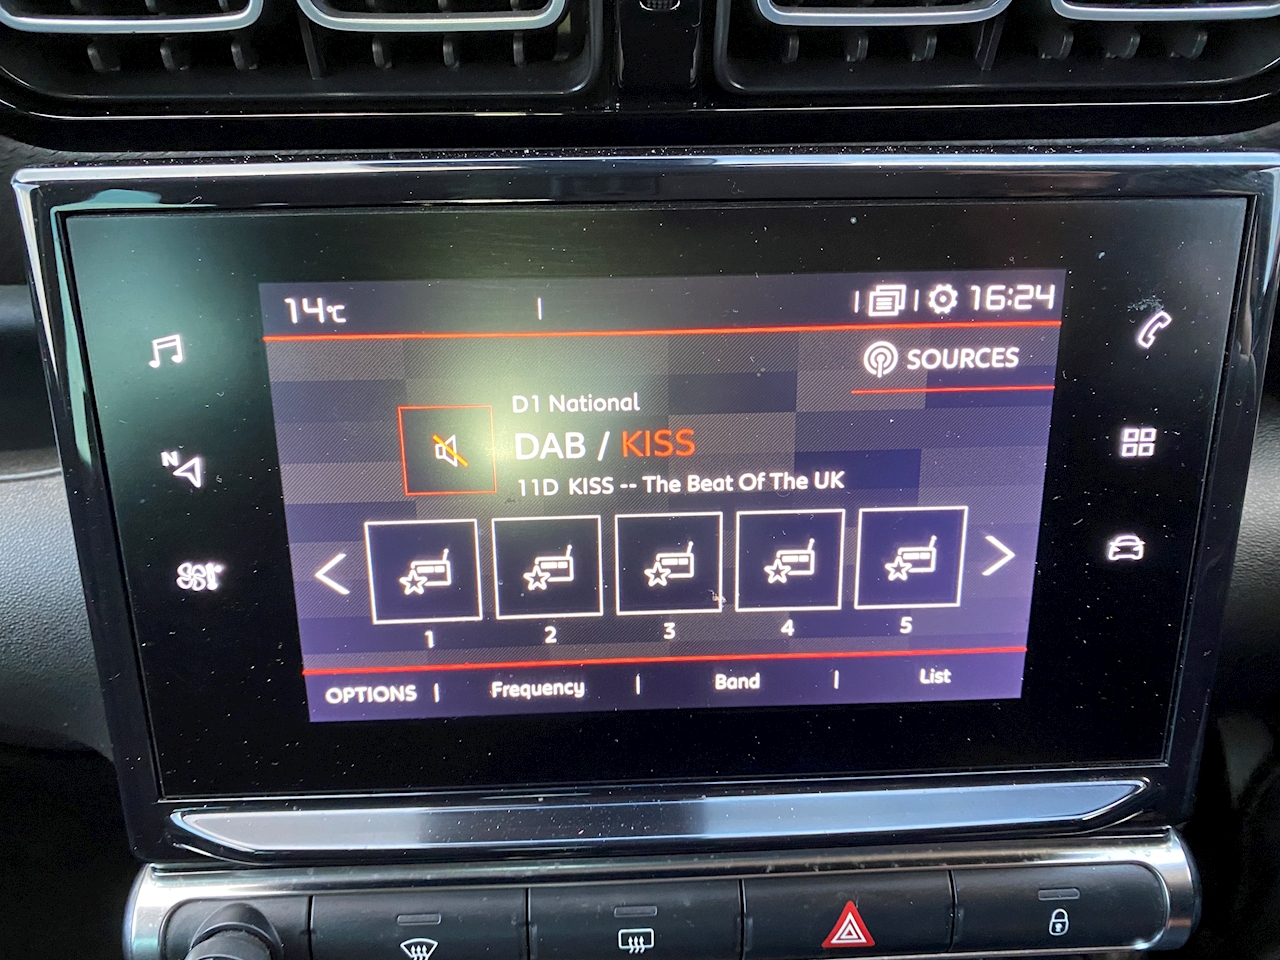 14°C
16:24
SOURCES
D1 National
DAB / KISS
11D KISS -- The Beat Of The UK
1 2 3 4 5
OPTIONS | Frequency | Band | List
N